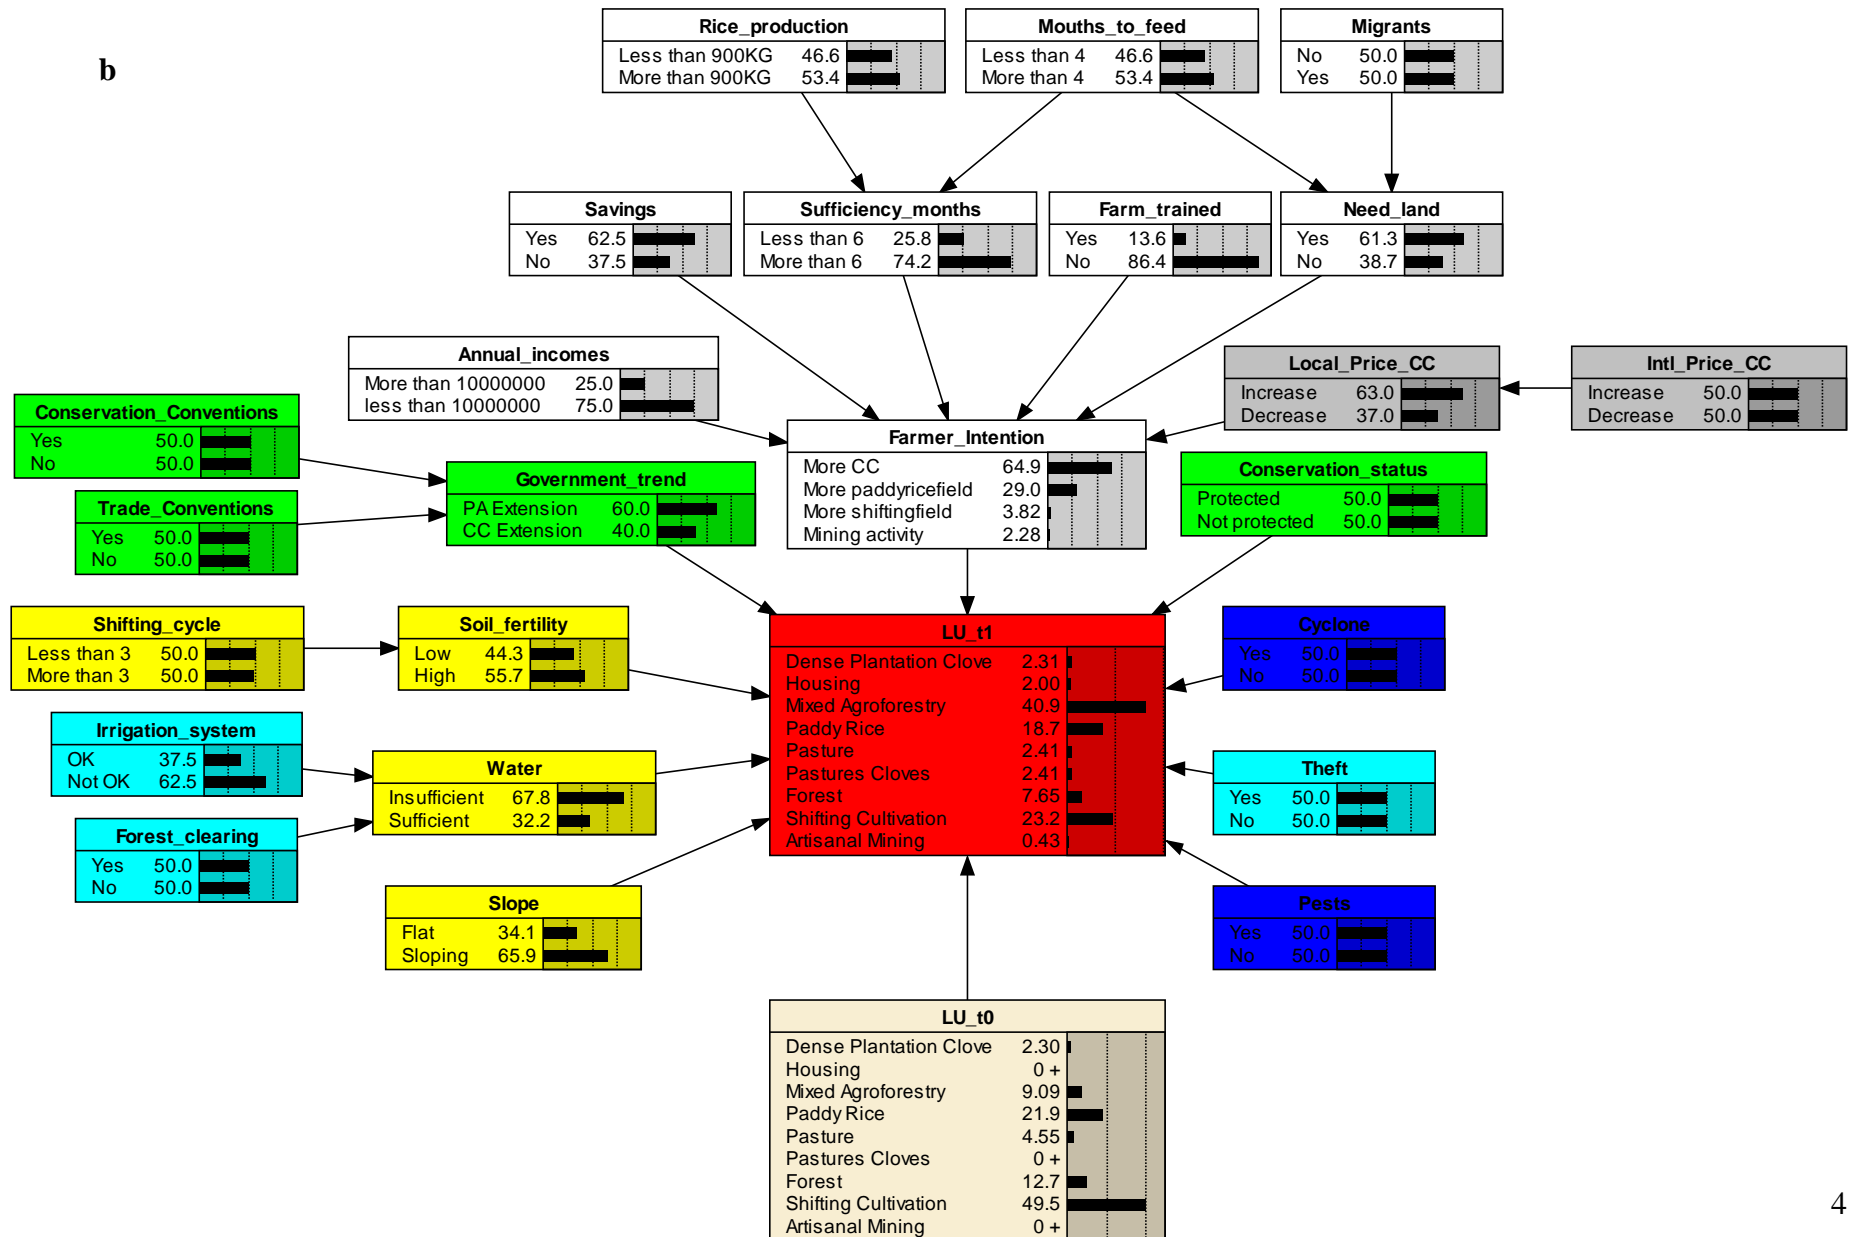 b
Rice_production
Less than 900KG 46.6
More than 900KG 53.4
Mouths_to_feed
Less than 4 46.6
More than 4 53.4
Migrants
No 50.0
Yes 50.0
Savings
Yes 62.5
No 37.5
Sufficiency_months
Less than 6 25.8
More than 6 74.2
Farm_trained
Yes 13.6
No 86.4
Need_land
Yes 61.3
No 38.7
Annual_incomes
More than 10000000 25.0
less than 10000000 75.0
Local_Price_CC
Increase 63.0
Decrease 37.0
Intl_Price_CC
Increase 50.0
Decrease 50.0
Conservation_Conventions
Yes 50.0
No 50.0
Trade_Conventions
Yes 50.0
No 50.0
Government_trend
PA Extension 60.0
CC Extension 40.0
Farmer_Intention
More CC 64.9
More paddyricefield 29.0
More shiftingfield 3.82
Mining activity 2.28
Conservation_status
Protected 50.0
Not protected 50.0
Shifting_cycle
Less than 3 50.0
More than 3 50.0
Soil_fertility
Low 44.3
High 55.7
LU_t1
Dense Plantation Clove 2.31
Housing 2.00
Mixed Agroforestry 40.9
Paddy Rice 18.7
Pasture 2.41
Pastures Cloves 2.41
Forest 7.65
Shifting Cultivation 23.2
Artisanal Mining 0.43
Cyclone
Yes 50.0
No 50.0
Irrigation_system
OK 37.5
Not OK 62.5
Water
Insufficient 67.8
Sufficient 32.2
Theft
Yes 50.0
No 50.0
Forest_clearing
Yes 50.0
No 50.0
Slope
Flat 34.1
Sloping 65.9
Pests
Yes 50.0
No 50.0
LU_t0
Dense Plantation Clove 2.30
Housing 0 +
Mixed Agroforestry 9.09
Paddy Rice 21.9
Pasture 4.55
Pastures Cloves 0 +
Forest 12.7
Shifting Cultivation 49.5
Artisanal Mining 0 +
4